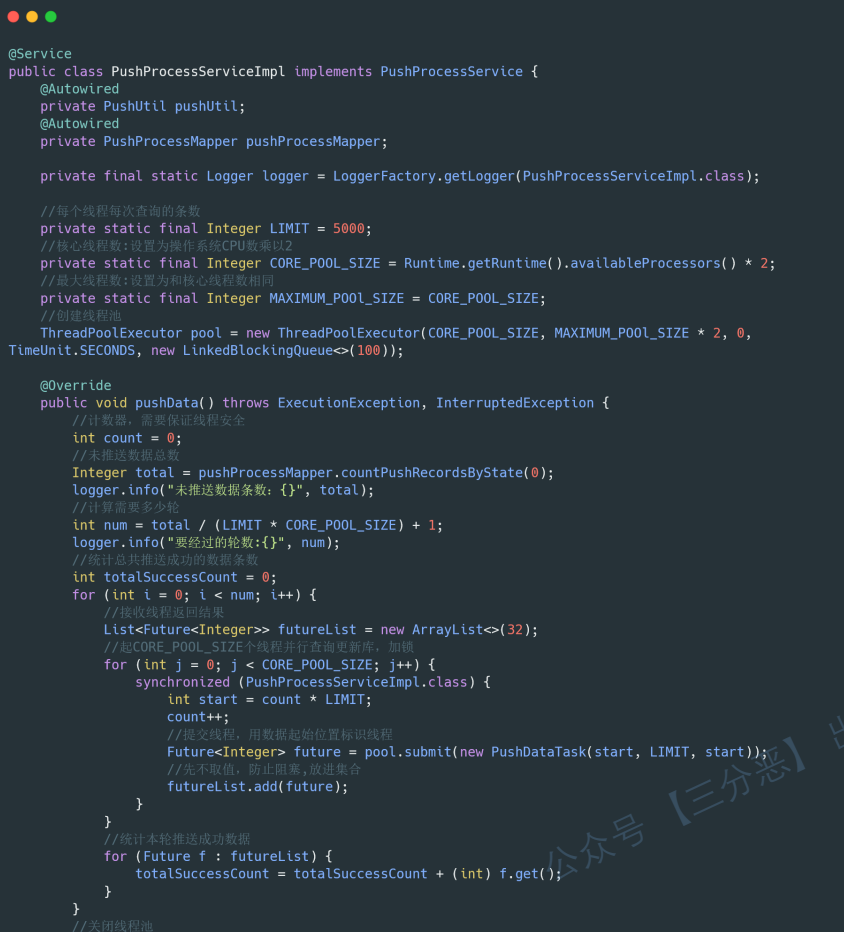 @Service
public class PushProcessServiceImpl implements PushProcessService {
    @Autowired
    private PushUtil pushUtil;
    @Autowired
    private PushProcessMapper pushProcessMapper;

    private final static Logger logger = LoggerFactory.getLogger(PushProcessServiceImpl.class);

    //每个线程每次查询的条数
    private static final Integer LIMIT = 5000;
    //核心线程数:设置为操作系统CPU数乘以2
    private static final Integer CORE_POOL_SIZE = Runtime.getRuntime().availableProcessors() * 2;
    //最大线程数:设置为和核心线程数相同
    private static final Integer MAXIMUM_POOl_SIZE = CORE_POOL_SIZE;
    //创建线程池
    ThreadPoolExecutor pool = new ThreadPoolExecutor(CORE_POOL_SIZE, MAXIMUM_POOl_SIZE * 2, 0,
TimeUnit.SECONDS, new LinkedBlockingQueue<>(100));

    @Override
    public void pushData() throws ExecutionException, InterruptedException {
        //计数器，需要保证线程安全
        int count = 0;
        //未推送数据总数
        Integer total = pushProcessMapper.countPushRecordsByState(0);
        logger.info("未推送数据条数：{}", total);
        //计算需要多少轮
        int num = total / (LIMIT * CORE_POOL_SIZE) + 1;
        logger.info("要经过的轮数:{}", num);
        //统计总共推送成功的数据条数
        int totalSuccessCount = 0;
        for (int i = 0; i < num; i++) {
            //接收线程返回结果
            List<Future<Integer>> futureList = new ArrayList<>(32);
            //起CORE_POOL_SIZE个线程并行查询更新库，加锁
            for (int j = 0; j < CORE_POOL_SIZE; j++) {
                synchronized (PushProcessServiceImpl.class) {
                    int start = count * LIMIT;
                    count++;
                    //提交线程，用数据起始位置标识线程
                    Future<Integer> future = pool.submit(new PushDataTask(start, LIMIT, start));
                    //先不取值，防止阻塞,放进集合
                    futureList.add(future);
                }
            }
            //统计本轮推送成功数据
            for (Future f : futureList) {
                totalSuccessCount = totalSuccessCount + (int) f.get();
            }
        }
        //关闭线程池
公众号 【三分恶】 出